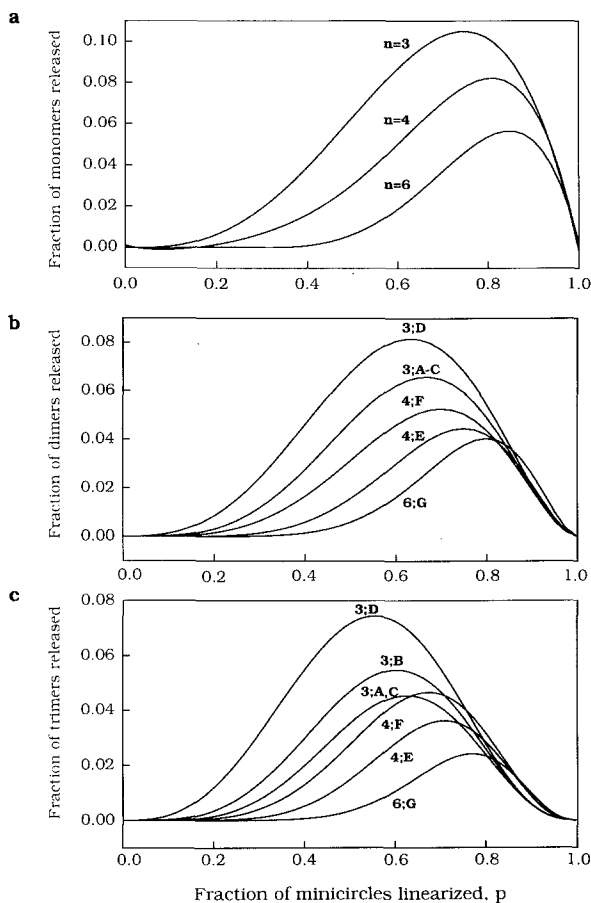 a
Fraction of monomers released
0.10
0.08
0.06
0.04
0.02
0.00
n=3
n=4
n=6
0.0 0.2 0.4 0.6 0.8 1.0
b
Fraction of dimers released
0.08
0.06
0.04
0.02
0.00
3;D
3;A-C
4;F
4;E
6;G
0.0 0.2 0.4 0.6 0.8 1.0
c
Fraction of trimers released
0.08
0.06
0.04
0.02
0.00
3;D
3;B
3;A,C
4;F
4;E
6;G
0.0 0.2 0.4 0.6 0.8 1.0
Fraction of minicircles linearized, p